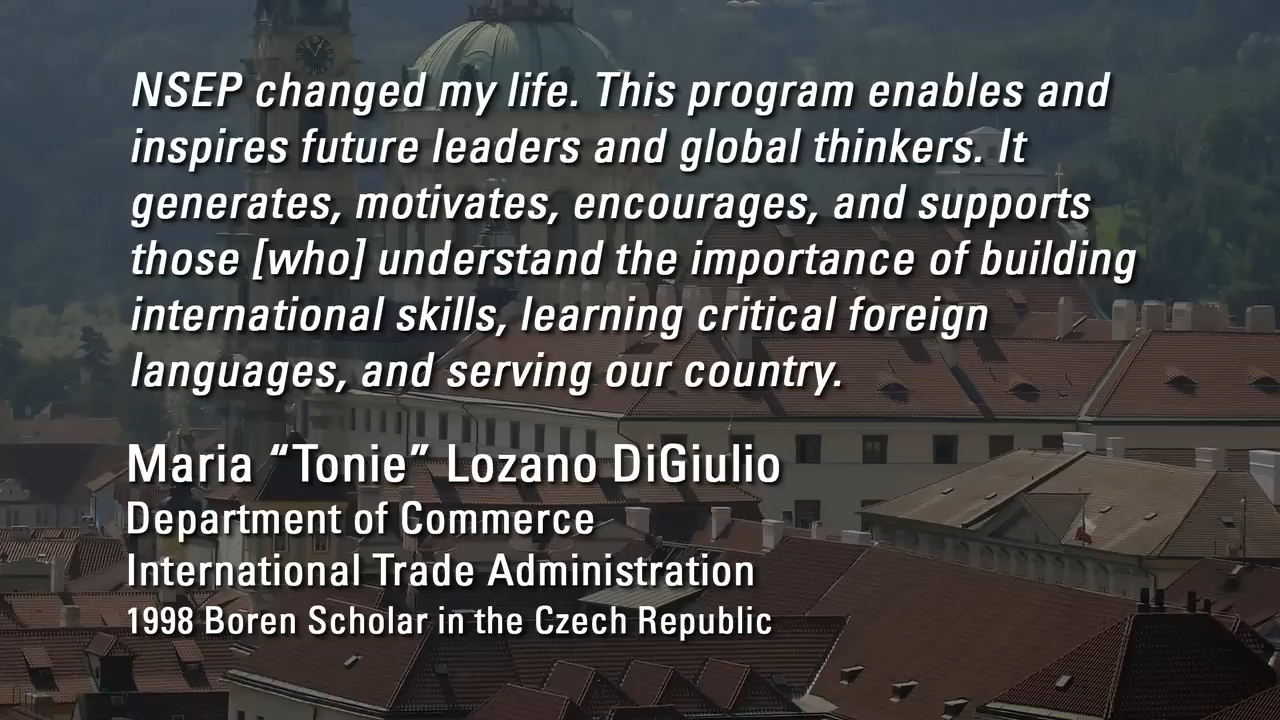 NSEP changed my life. This program enables and
inspires future leaders and global thinkers. It
generates, motivates, encourages, and supports
those [who] understand the importance of building
international skills, learning critical foreign
languages, and serving our country.
Maria “Tonie” Lozano DiGiulio
Department of Commerce
International Trade Administration
1998 Boren Scholar in the Czech Republic